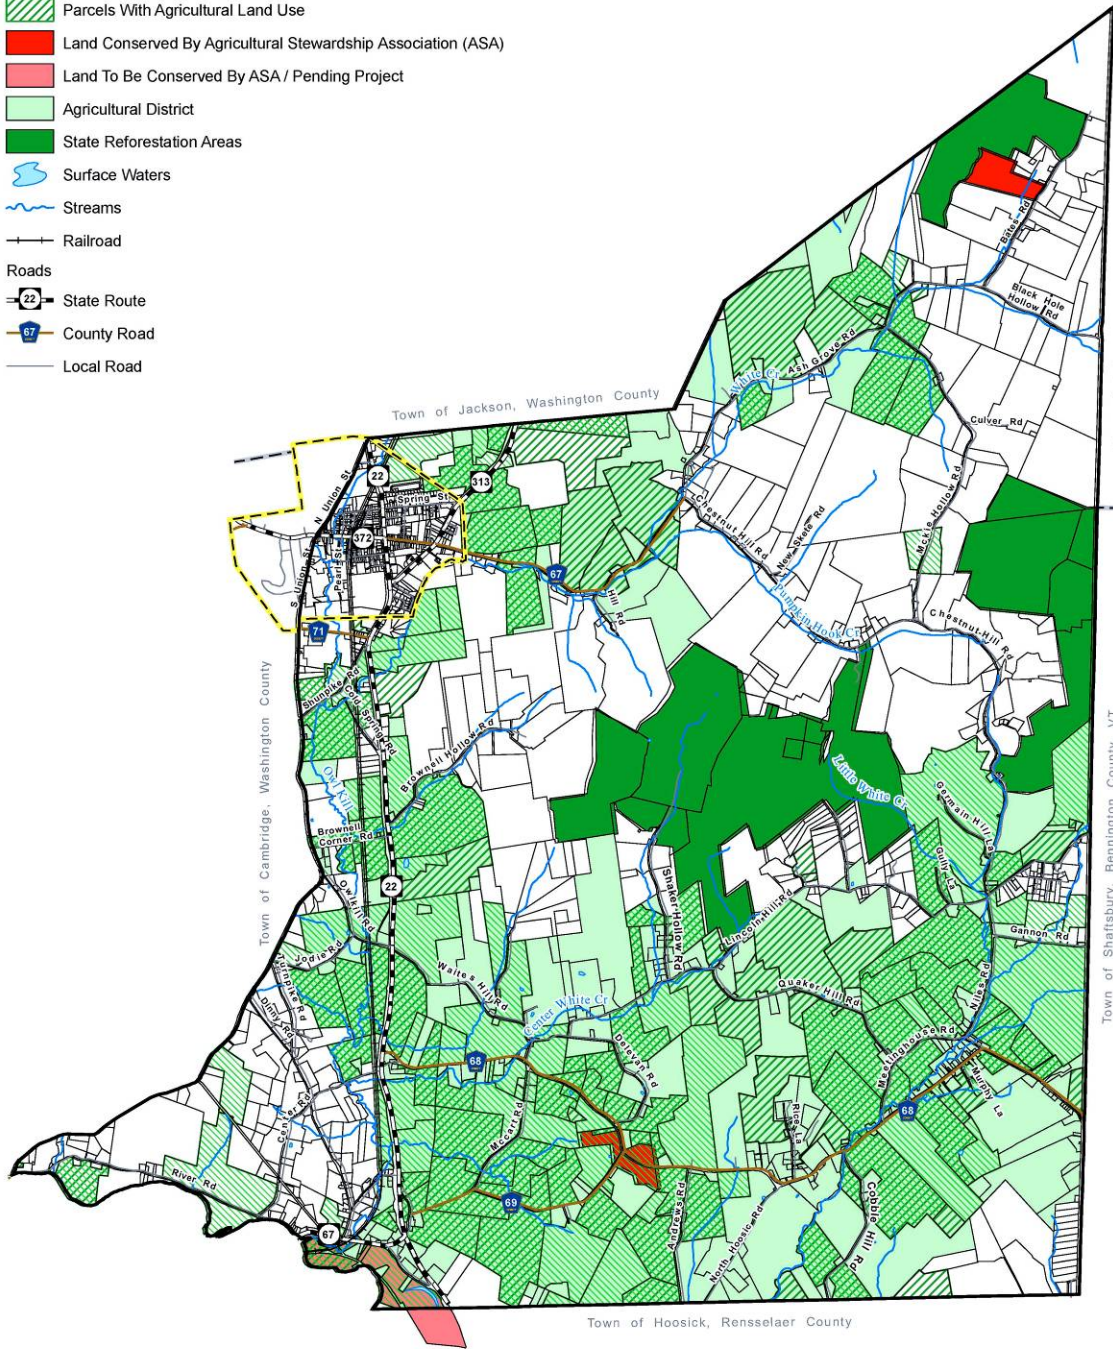 Parcels With Agricultural Land Use
Land Conserved By Agricultural Stewardship Association (ASA)
Land To Be Conserved By ASA / Pending Project
Agricultural District
State Reforestation Areas
Surface Waters
Streams
Railroad
Roads
22 State Route
67 County Road
Local Road
Bates Rd
Black Hole
Hollow Rd
Ash Grove Rd
White Cr
Town of Jackson, Washington County
Culver Rd
N Union St
22
Spring St
313
372
Pearl St
S Union St
67
Hill Rd
Chestnut Hill Rd
New Skete Rd
Mckie Hollow Rd
Pumpkin Hook Cr
Chestnut Hill Rd
71
Shunpike Rd
Cold Spring Rd
Brownell Hollow Rd
Owl Kill
Little White Cr
Germain Hill La
Gully La
Brownell
Corner Rd
22
Owlkill Rd
Town of Cambridge, Washington County
Town of Shaftsbury, Bennington County, VT
Shaker Hollow Rd
Lincoln Hill Rd
Gannon Rd
Jodie Rd
Turnpike Rd
Dinny Rd
Waites Hill Rd
Center White Cr
Quaker Hill Rd
Niles Rd
Meetinghouse Rd
Delevan Rd
68
Murphy La
68
Center Rd
Mccart Rd
Rice La
River Rd
69
Andrews Rd
North Hoosic Rd
Cobble Hill Rd
67
Town of Hoosick, Rensselaer County